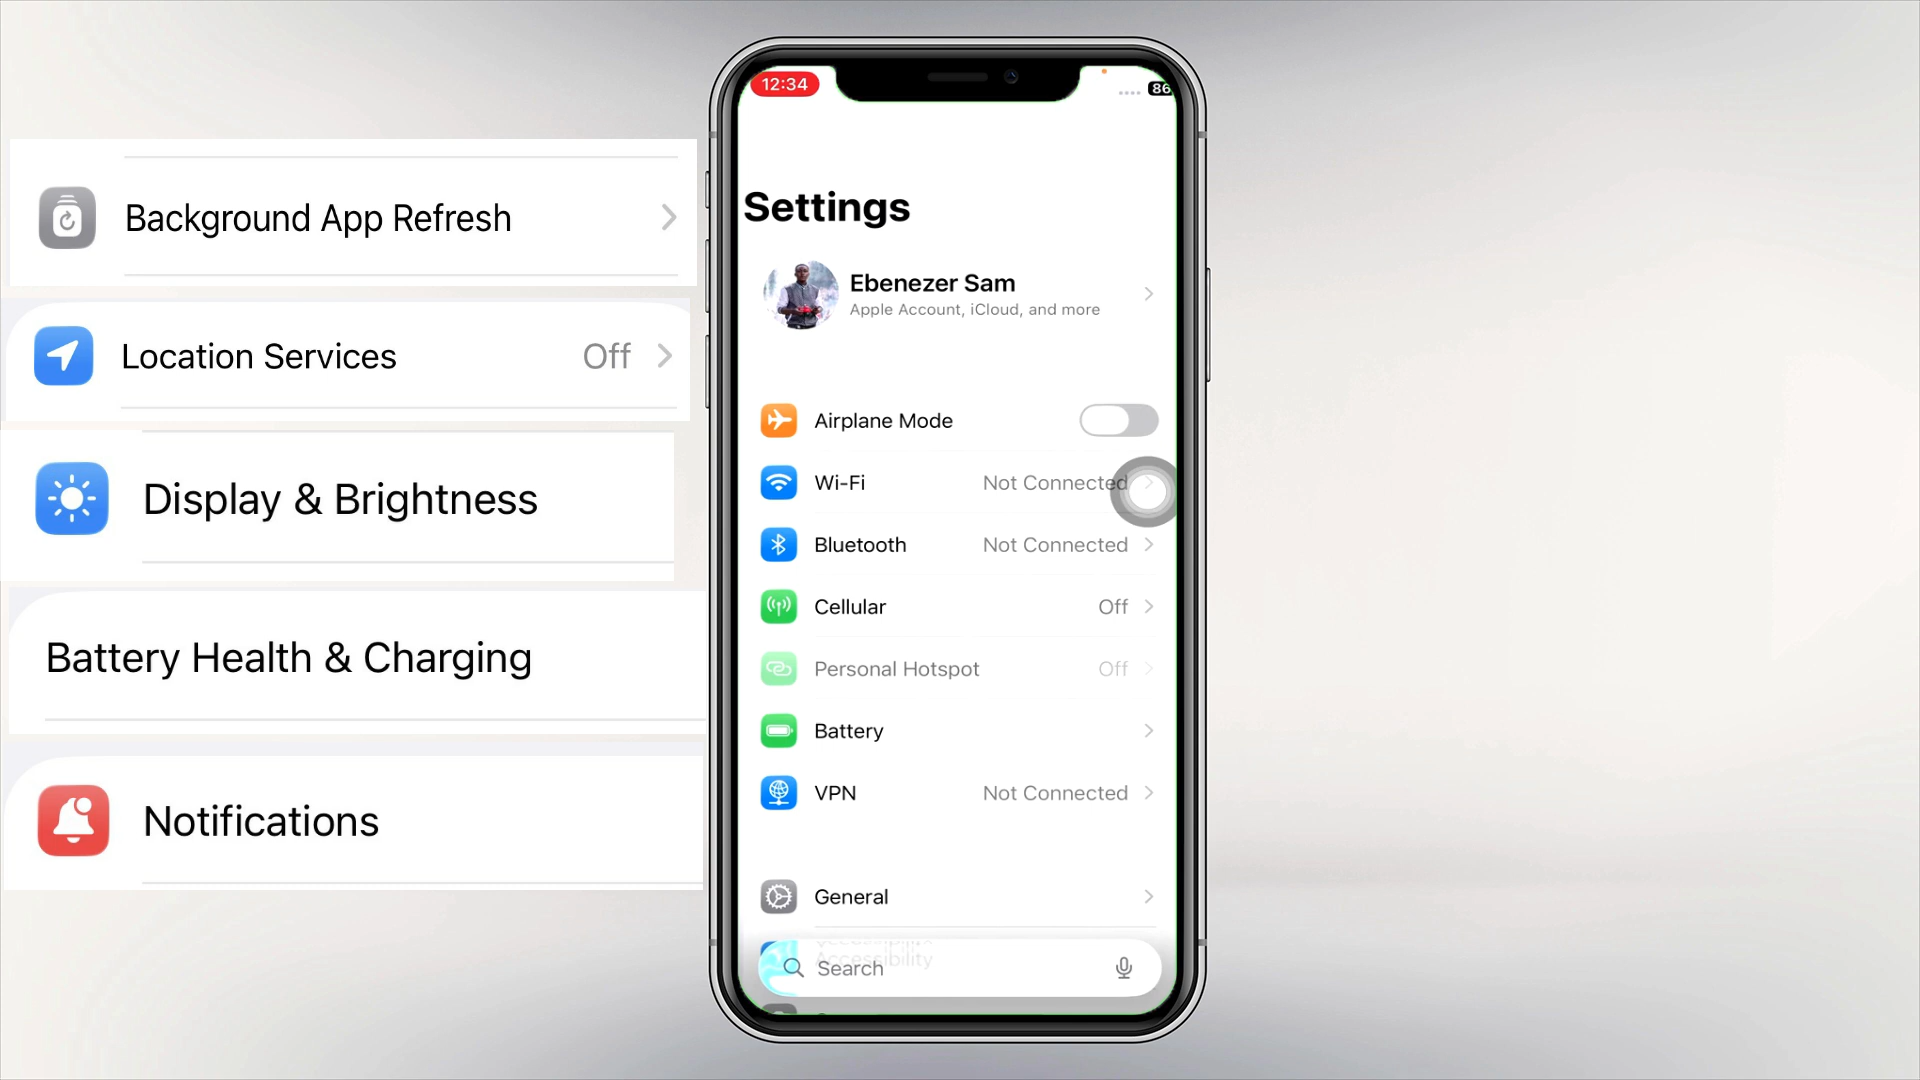 Background App Refresh
Location Services Off
Display & Brightness
Battery Health & Charging
Notifications
12:34
86
Settings
Ebenezer Sam
Apple Account, iCloud, and more
Airplane Mode
Wi-Fi Not Connected
Bluetooth Not Connected
Cellular Off
Personal Hotspot Off
Battery
VPN Not Connected
General
Accessibility
Search